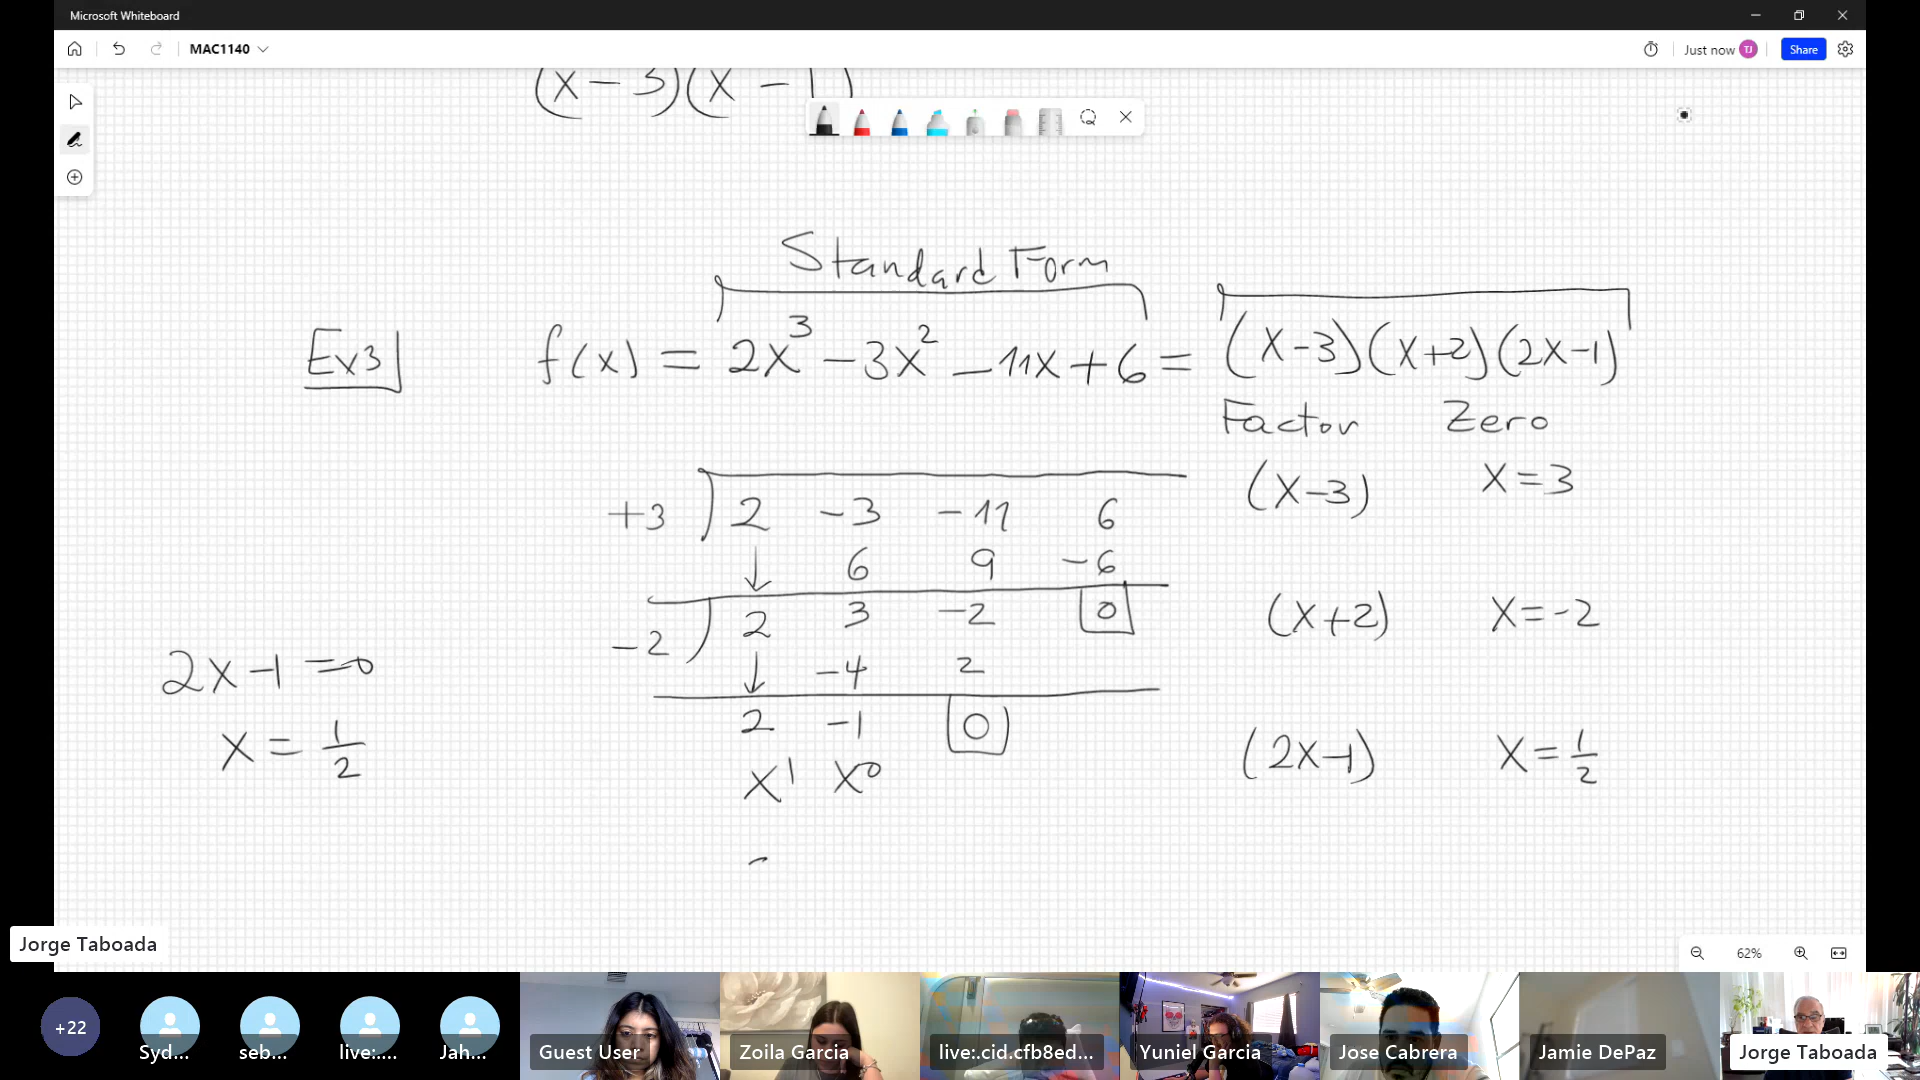 Microsoft Whiteboard
MAC1140
Just now TJ Share
(x-3)(x-1)
Standard Form
Ex3 f(x) = 2x³ - 3x² - 11x + 6 = (x-3)(x+2)(2x-1)
Factor Zero
+3 2 -3 -11 6 (x-3) x=3
↓ 6 9 -6
-2 2 3 -2 0 (x+2) x=-2
2x-1=0 ↓ -4 2
2 -1 0 (2x-1) x=1/2
x=1/2 x¹ x⁰
Jorge Taboada
62%
+22 Syd... seb... live:.... Jah... Guest User Zoila Garcia live:.cid.cfb8ed... Yuniel Garcia Jose Cabrera Jamie DePaz Jorge Taboada